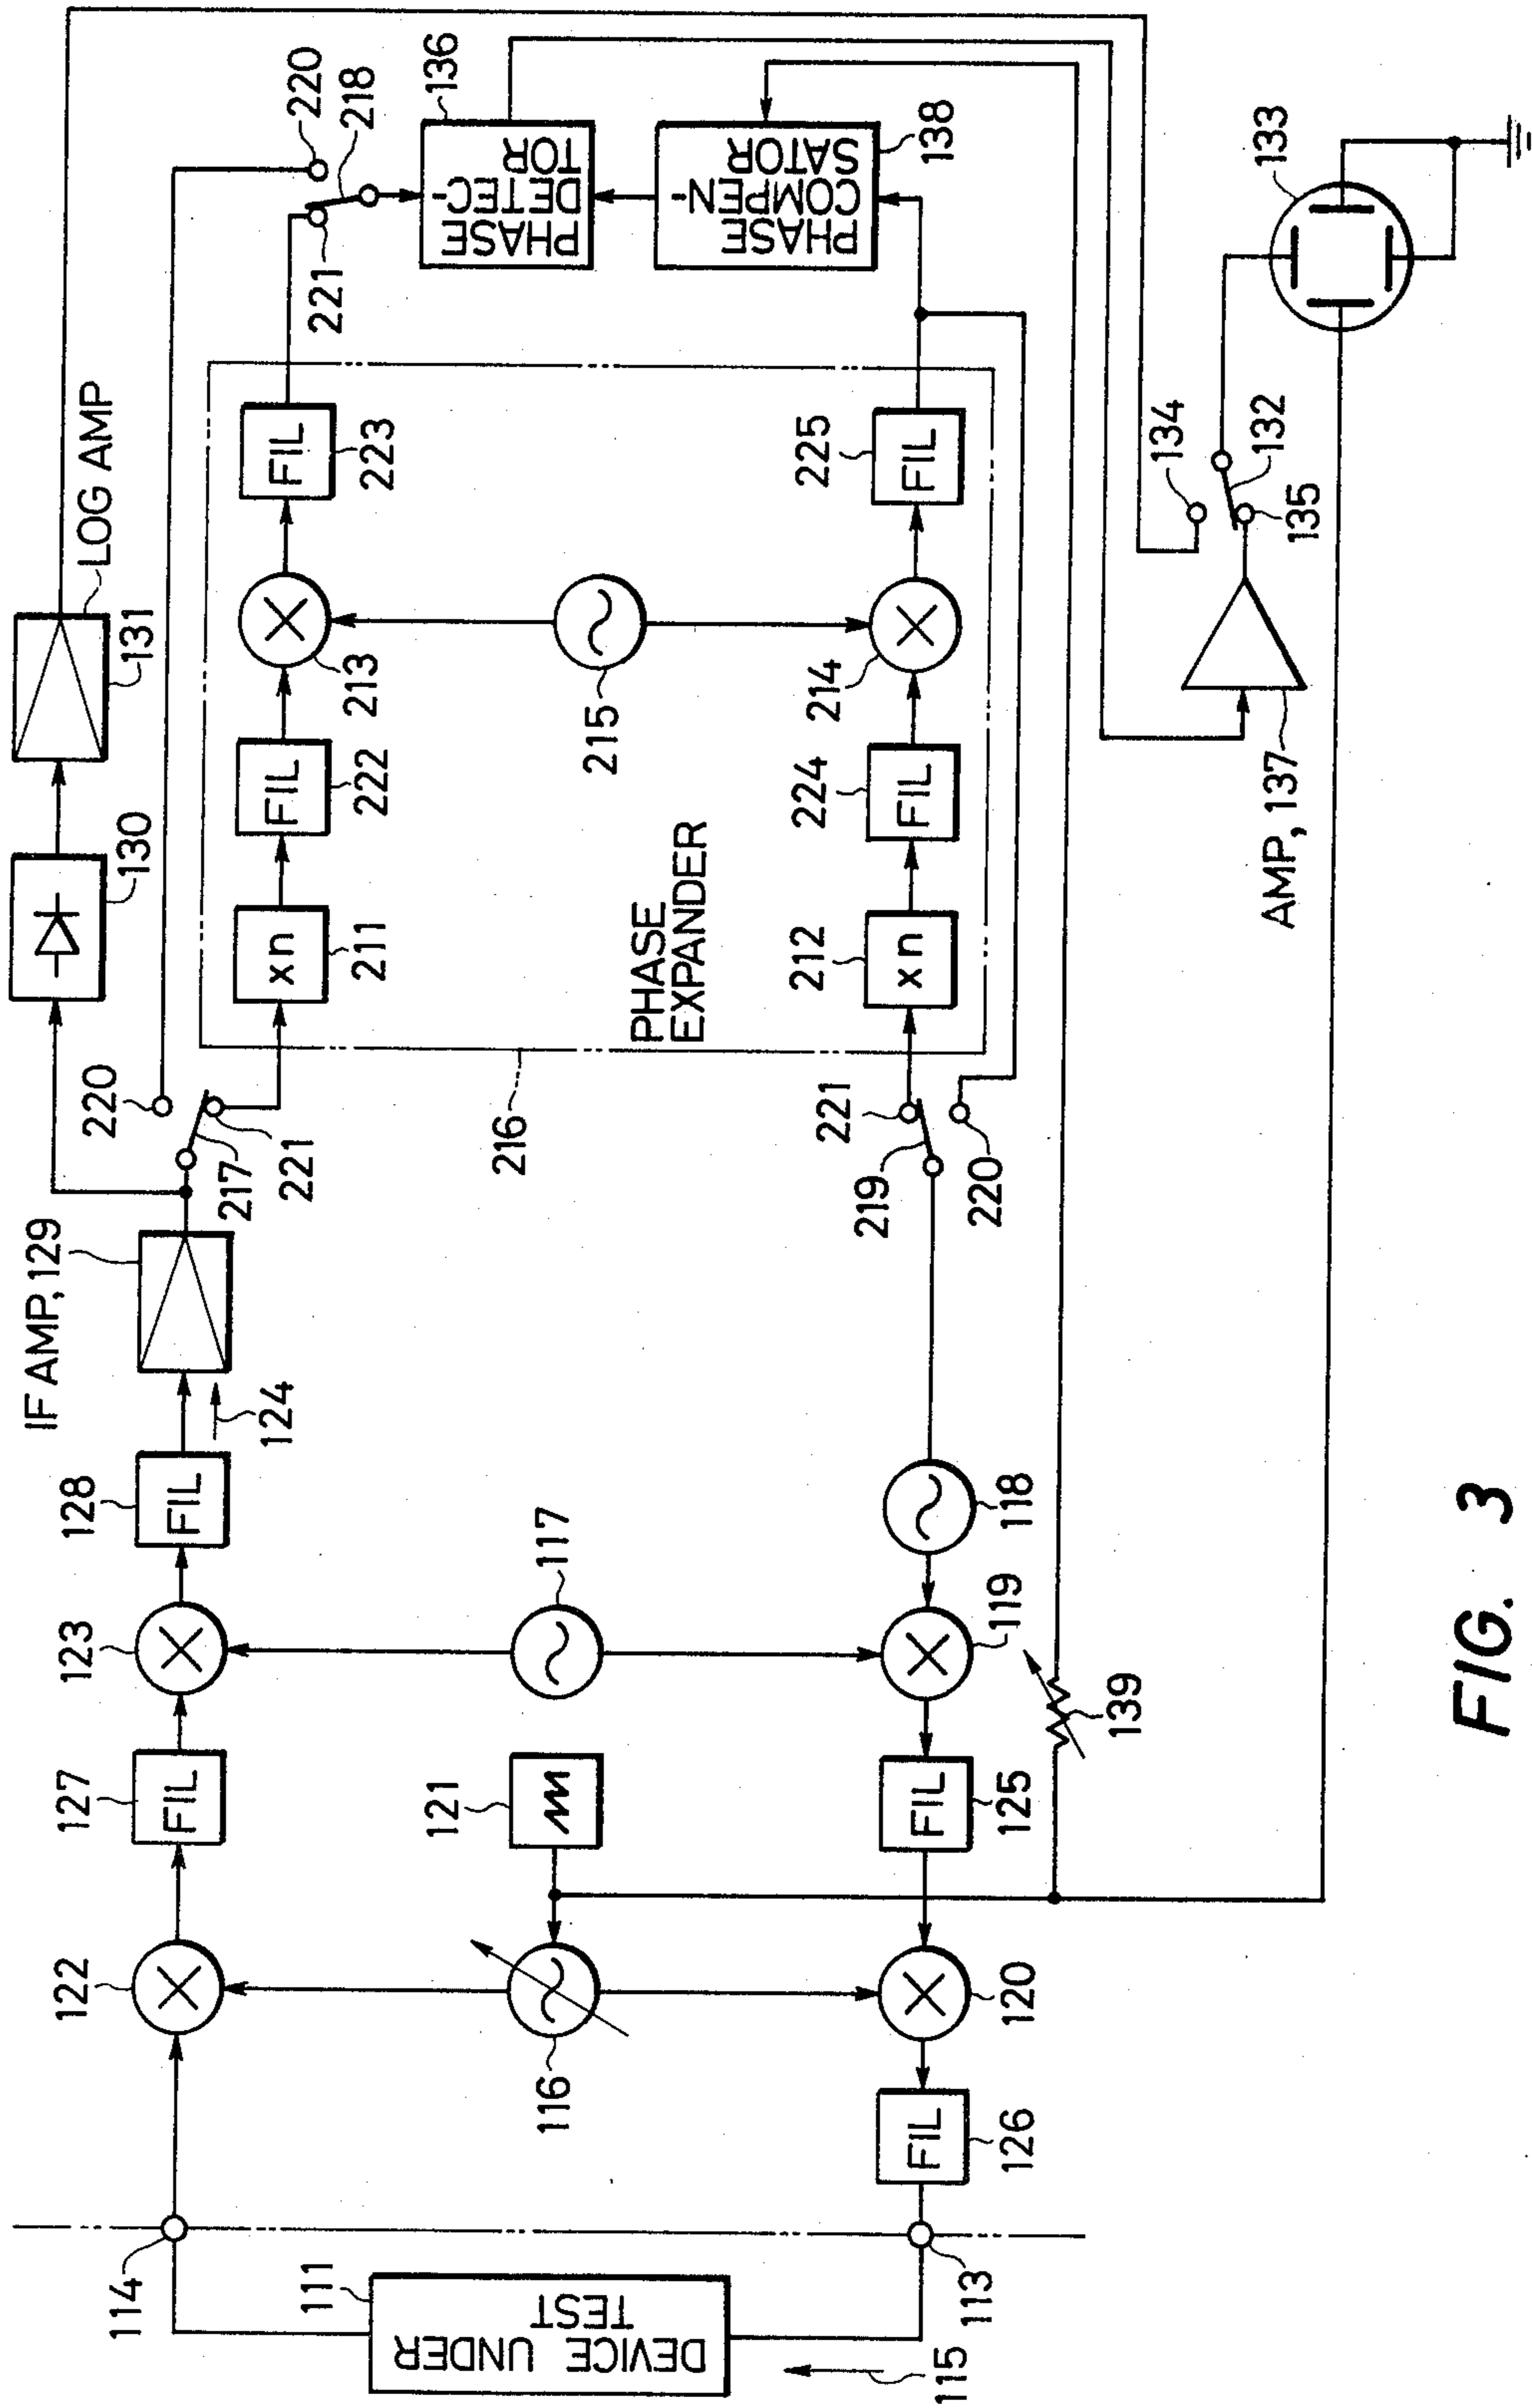 LOG AMP
131
130
220
218
221
136
PHASE
DETEC-
TOR
PHASE
COMPEN-
SATOR
138
133
134
132
135
AMP, 137
FIL
223
213
FIL
222
xn
211
215
PHASE
EXPANDER
216
FIL
225
214
FIL
224
xn
212
220
217
221
221
219
220
IF AMP, 129
124
FIL
128
123
FIL
127
122
117
121
116
118
119
FIL
125
120
FIL
126
139
114
113
111
DEVICE UNDER
TEST
115
FIG. 3